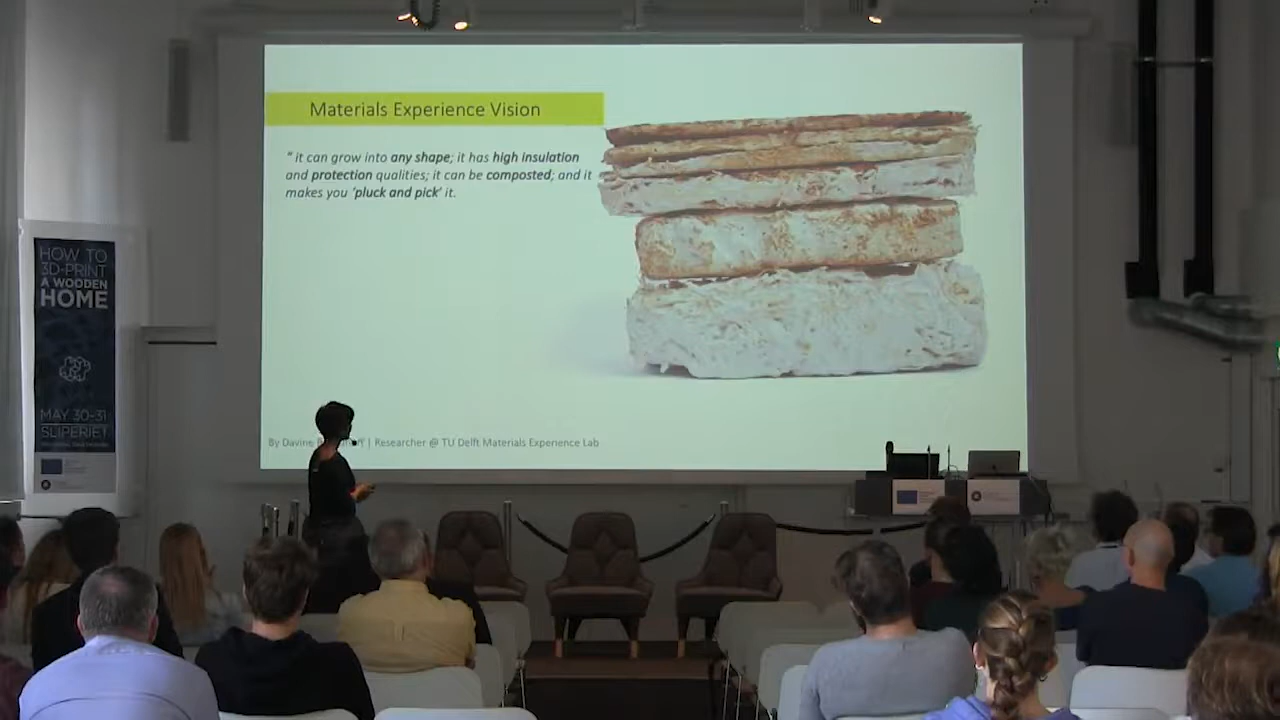 Materials Experience Vision
“ it can grow into any shape; it has high insulation
and protection qualities; it can be composted; and it
makes you ‘pluck and pick’ it.
By Davine | Researcher @ TU Delft Materials Experience Lab
HOW TO
3D-PRINT
A WOODEN
HOME
MAY 30-31
SLIPERIET